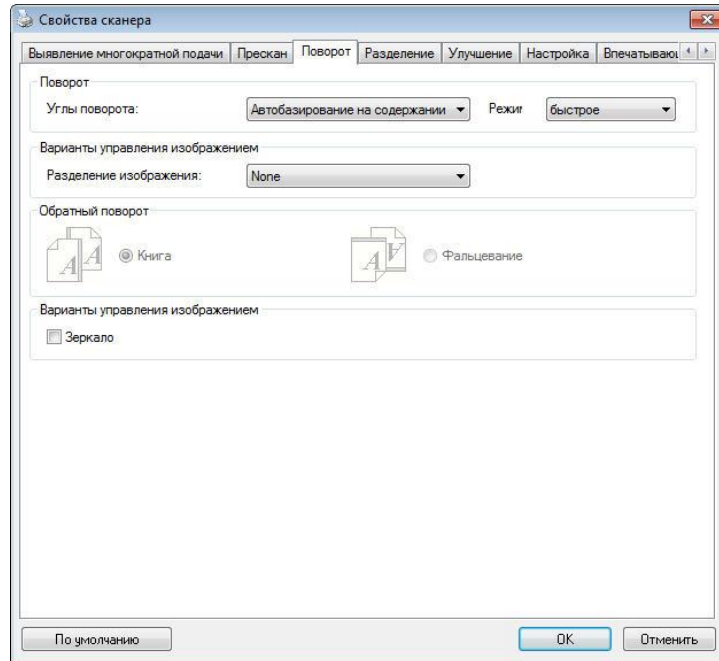 Свойства сканера
Выявление многократной подачи Прескан Поворот Разделение Улучшение Настройка Впечатывающ
Поворот
Углы поворота: Автобазирование на содержании Режи быстрое
Варианты управления изображением
Разделение изображения: None
Обратный поворот
A A Книга A A Фальцевание
Варианты управления изображением
Зеркало
По умолчанию OK Отменить